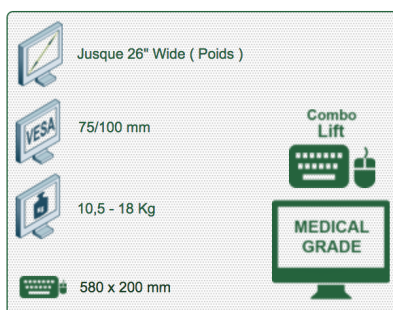 Jusque 26" Wide ( Poids )
VESA
75/100 mm
Combo
Lift
KG
10,5 - 18 Kg
MEDICAL
GRADE
580 x 200 mm